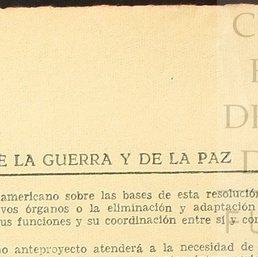 E LA GUERRA Y DE LA PAZ
americano sobre las bases de esta resolución
vos órganos o la eliminación y adaptación
us funciones y su coordinación entre sí y con
o anteproyecto atenderá a la necesidad de